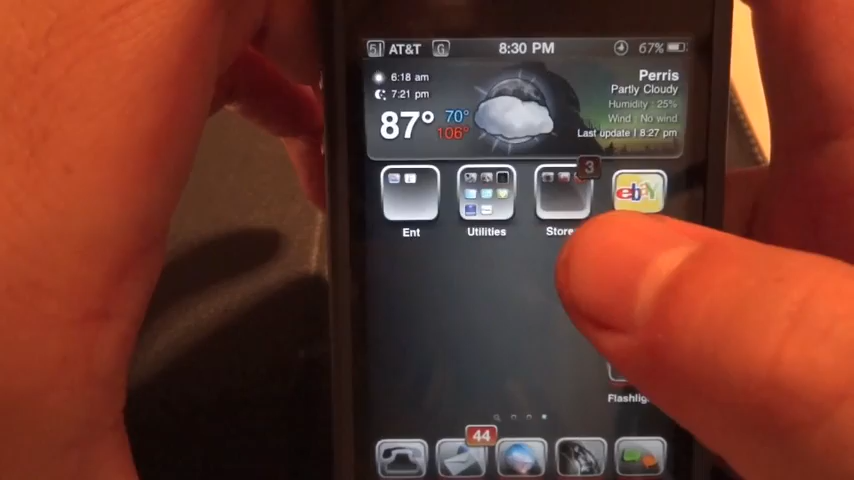 51 AT&T G 8:30 PM 67%
6:18 am
7:21 pm
87° 70°
106°
Perris
Partly Cloudy
Humidity : 25%
Wind : No wind
Last update | 8:27 pm
3
ebaY
Ent Utilities Store
Flashlig
44